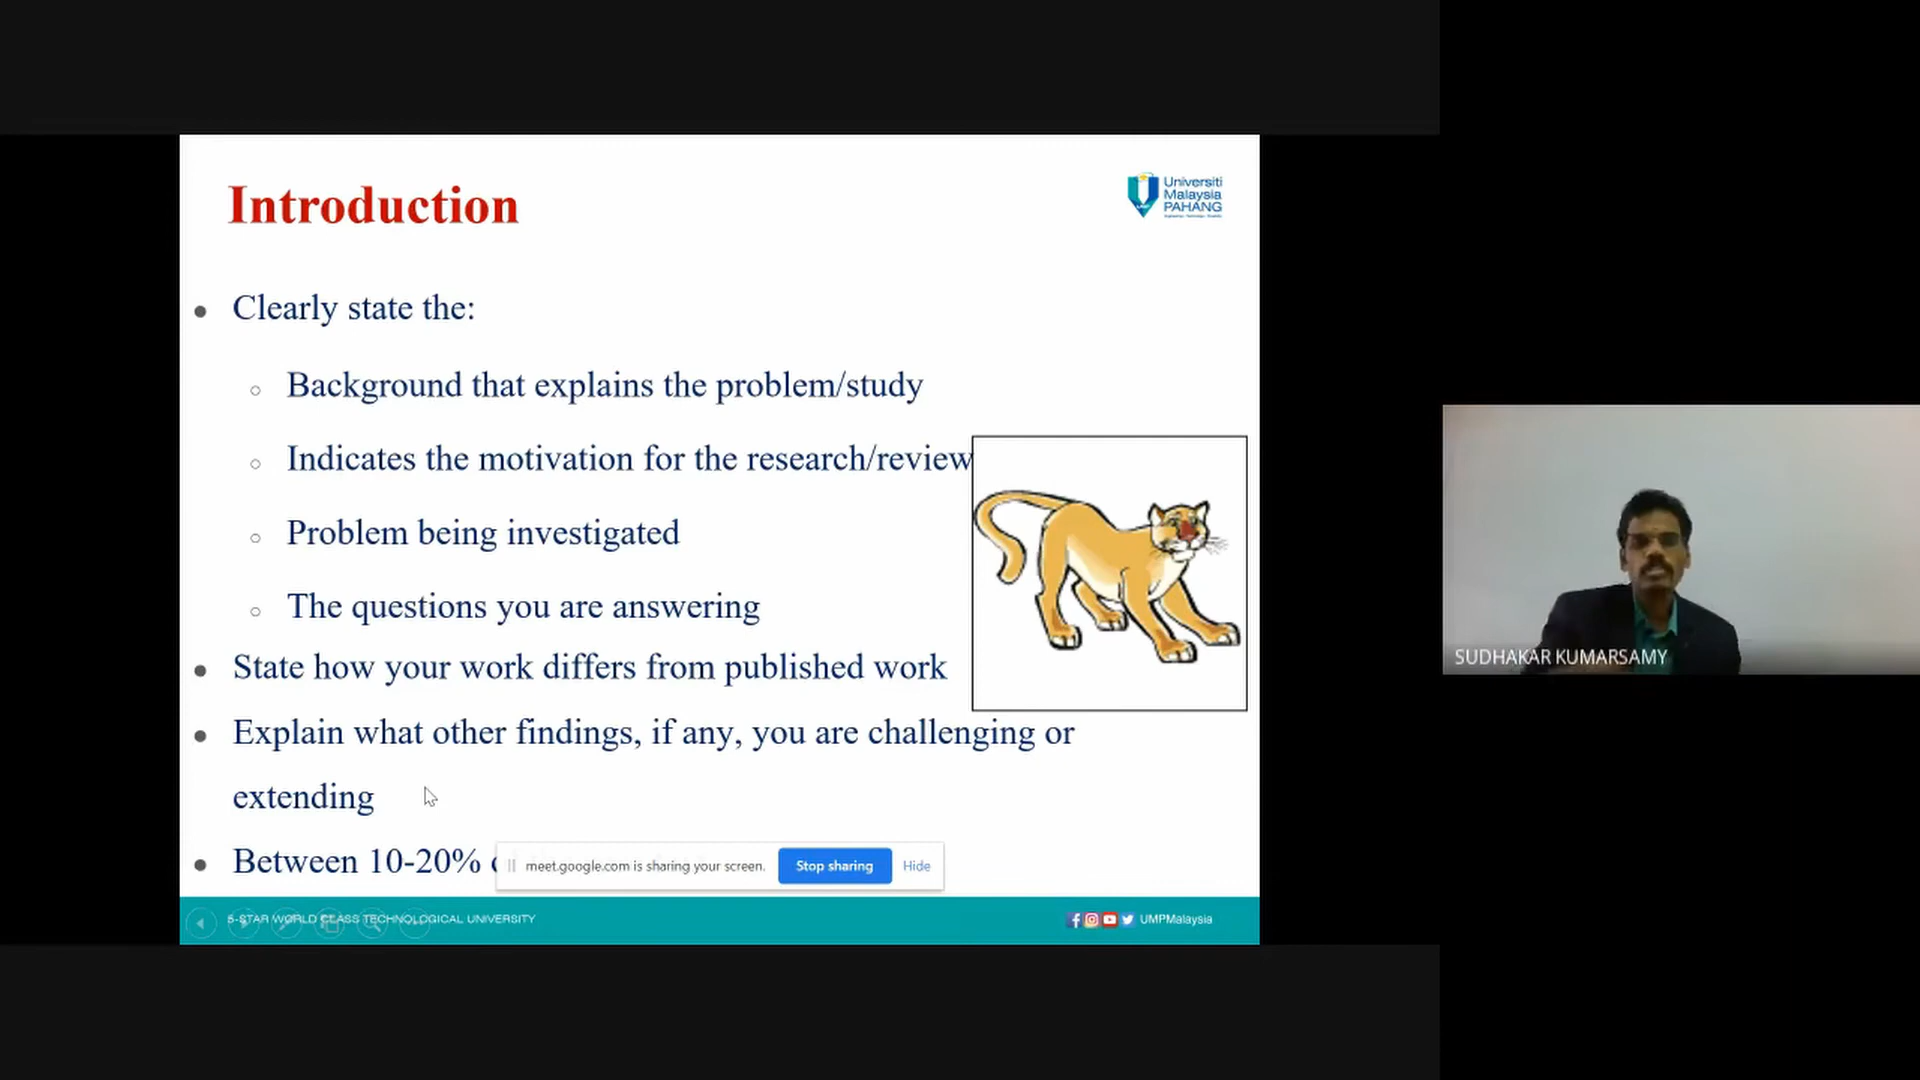 Introduction
Universiti
Malaysia
PAHANG
Clearly state the:
Background that explains the problem/study
Indicates the motivation for the research/review
Problem being investigated
The questions you are answering
State how your work differs from published work
Explain what other findings, if any, you are challenging or
extending
Between 10-20%
meet.google.com is sharing your screen.
Stop sharing
Hide
5-STAR WORLD CLASS TECHNOLOGICAL UNIVERSITY
UMPMalaysia
SUDHAKAR KUMARSAMY